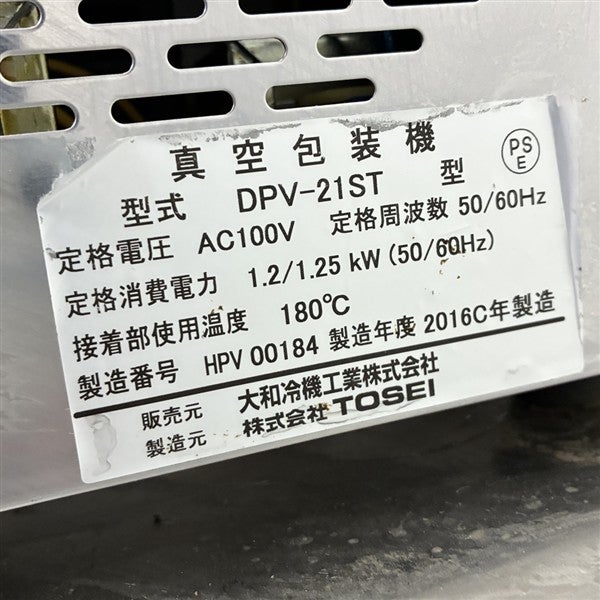 真空包装機
PSE
型式 DPV-21ST 型
定格電圧 AC100V 定格周波数 50/60Hz
定格消費電力 1.2/1.25 kW (50/60Hz)
接着部使用温度 180℃
製造番号 HPV 00184 製造年度 2016C年製造
販売元 大和冷機工業株式会社
製造元 株式会社 TOSEI